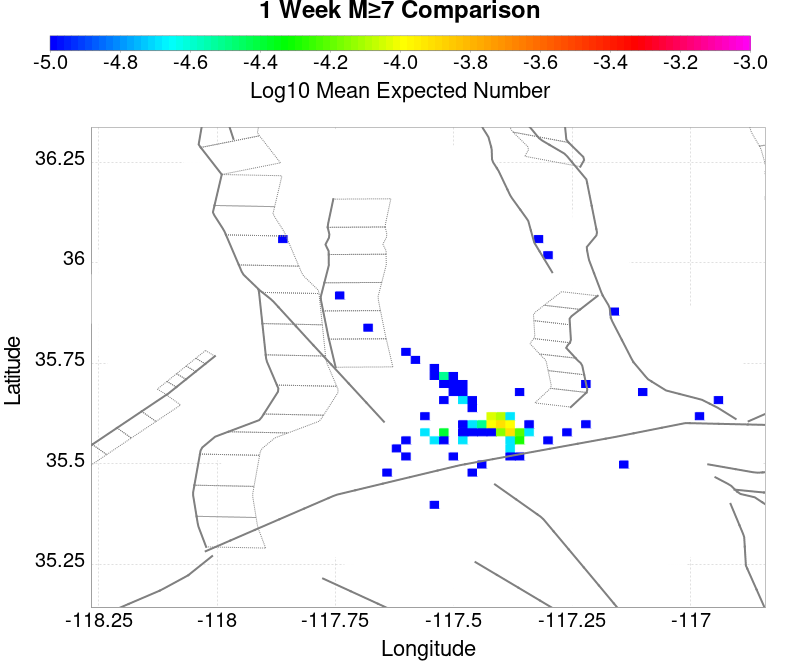 1 Week M≥7 Comparison
-5.0 -4.8 -4.6 -4.4 -4.2 -4.0 -3.8 -3.6 -3.4 -3.2 -3.0
Log10 Mean Expected Number
36.25
36
35.75
35.5
35.25
Latitude
-118.25 -118 -117.75 -117.5 -117.25 -117
Longitude